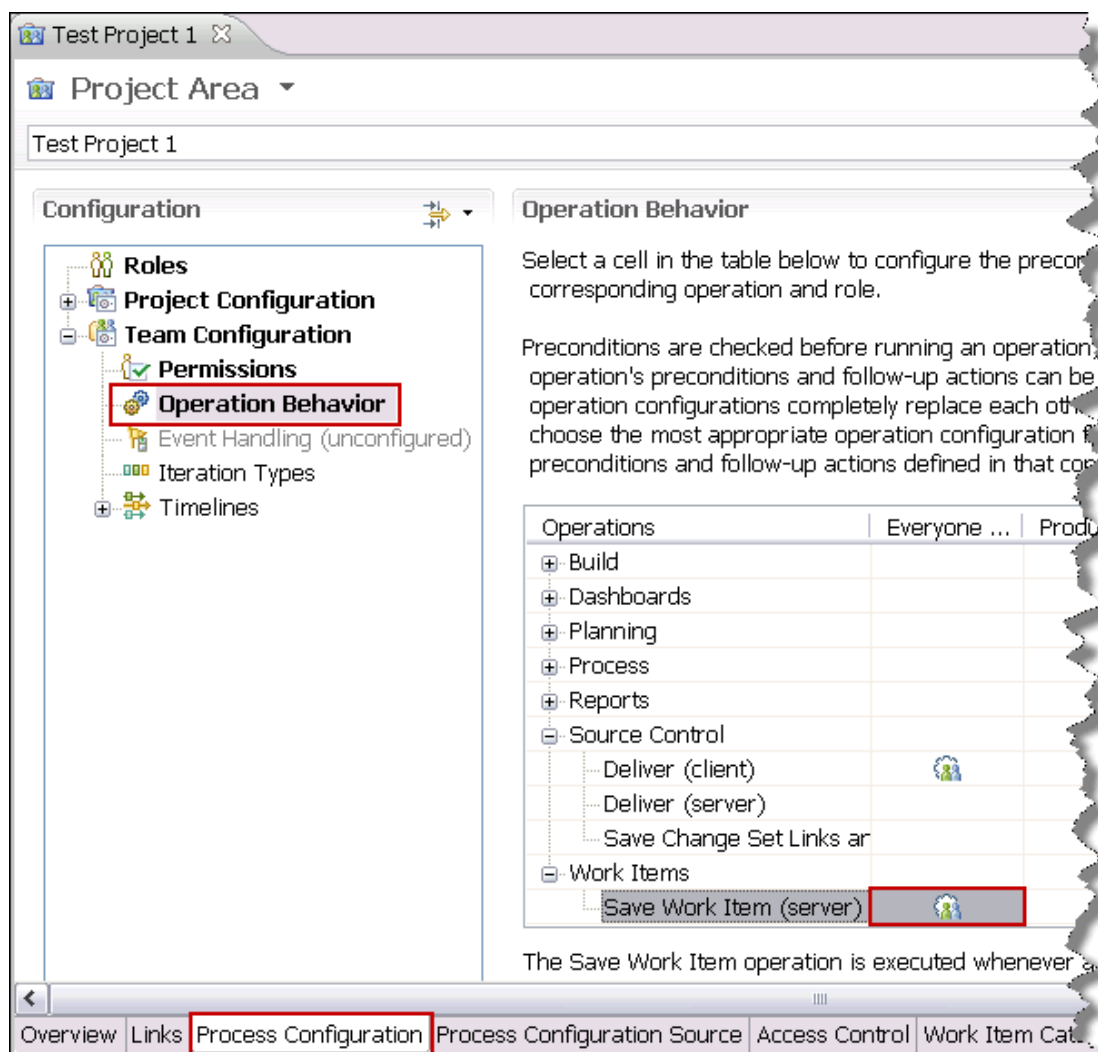 Test Project 1
Project Area
Test Project 1
Configuration
Roles
Project Configuration
Team Configuration
Permissions
Operation Behavior
Event Handling (unconfigured)
Iteration Types
Timelines
Operation Behavior
Select a cell in the table below to configure the
corresponding operation and role.
Preconditions are checked before running an operation,
operation's preconditions and follow-up actions can be
operation configurations completely replace each
choose the most appropriate operation configuration
preconditions and follow-up actions defined in that
Operations Everyone ...
Build
Dashboards
Planning
Process
Reports
Source Control
Deliver (client)
Deliver (server)
Save Change Set Links
Work Items
Save Work Item (server)
The Save Work Item operation is executed whenever
Overview Links Process Configuration Process Configuration Source Access Control Work Item